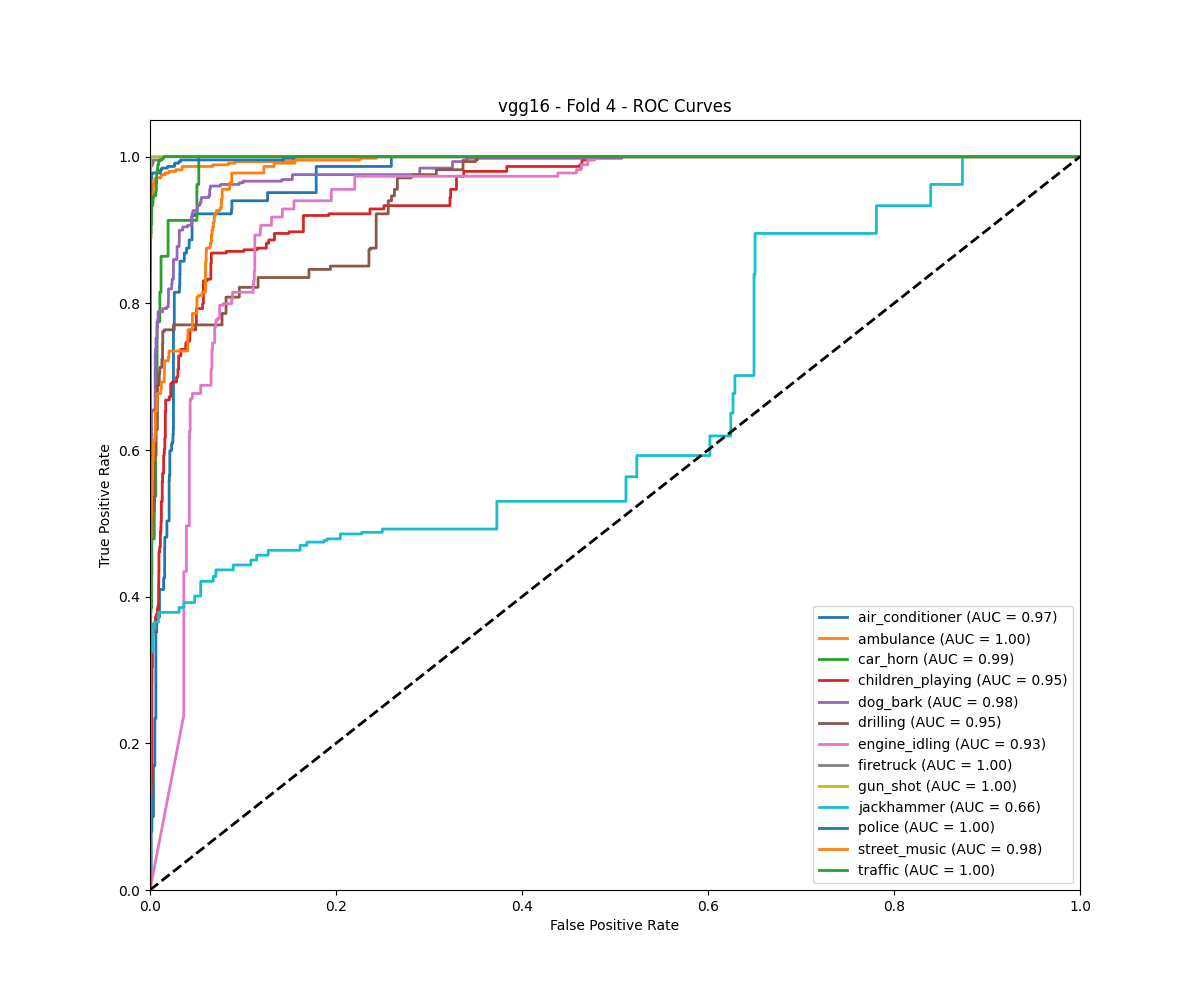 vgg16 - Fold 4 - ROC Curves
True Positive Rate
1.0
0.8
0.6
0.4
0.2
0.0
air_conditioner (AUC = 0.97)
ambulance (AUC = 1.00)
car_horn (AUC = 0.99)
children_playing (AUC = 0.95)
dog_bark (AUC = 0.98)
drilling (AUC = 0.95)
engine_idling (AUC = 0.93)
firetruck (AUC = 1.00)
gun_shot (AUC = 1.00)
jackhammer (AUC = 0.66)
police (AUC = 1.00)
street_music (AUC = 0.98)
traffic (AUC = 1.00)
0.0 0.2 0.4 0.6 0.8 1.0
False Positive Rate